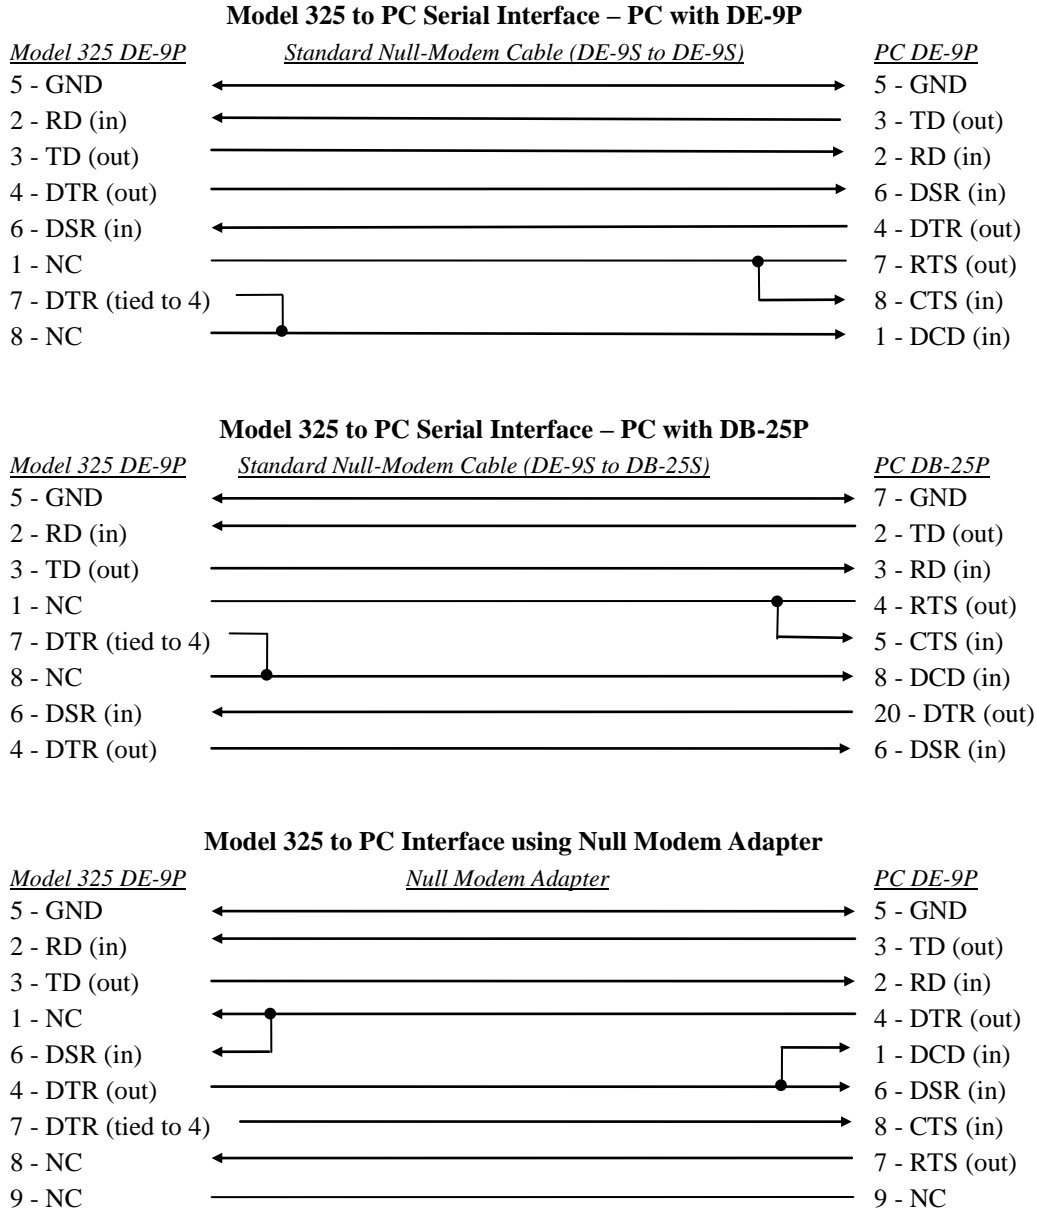 Model 325 to PC Serial Interface – PC with DE-9P
Model 325 DE-9P Standard Null-Modem Cable (DE-9S to DE-9S) PC DE-9P
5 - GND 5 - GND
2 - RD (in) 3 - TD (out)
3 - TD (out) 2 - RD (in)
4 - DTR (out) 6 - DSR (in)
6 - DSR (in) 4 - DTR (out)
1 - NC 7 - RTS (out)
7 - DTR (tied to 4) 8 - CTS (in)
8 - NC 1 - DCD (in)
Model 325 to PC Serial Interface – PC with DB-25P
Model 325 DE-9P Standard Null-Modem Cable (DE-9S to DB-25S) PC DB-25P
5 - GND 7 - GND
2 - RD (in) 2 - TD (out)
3 - TD (out) 3 - RD (in)
1 - NC 4 - RTS (out)
7 - DTR (tied to 4) 5 - CTS (in)
8 - NC 8 - DCD (in)
6 - DSR (in) 20 - DTR (out)
4 - DTR (out) 6 - DSR (in)
Model 325 to PC Interface using Null Modem Adapter
Model 325 DE-9P Null Modem Adapter PC DE-9P
5 - GND 5 - GND
2 - RD (in) 3 - TD (out)
3 - TD (out) 2 - RD (in)
1 - NC 4 - DTR (out)
6 - DSR (in) 1 - DCD (in)
4 - DTR (out) 6 - DSR (in)
7 - DTR (tied to 4) 8 - CTS (in)
8 - NC 7 - RTS (out)
9 - NC 9 - NC